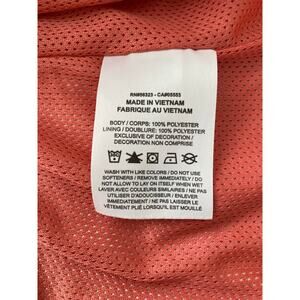 RN#56323 - CA#05553
MADE IN VIETNAM
FABRIQUE AU VIETNAM
BODY / CORPS: 100% POLYESTER
LINING / DOUBLURE: 100% POLYESTER
EXCLUSIVE OF DECORATION /
DECORATION NON COMPRISE
WASH WITH LIKE COLORS / DO NOT USE
SOFTENERS / REMOVE IMMEDIATELY / DO
NOT ALLOW TO LAY ON ITSELF WHEN WET
LAVER AVEC COULEURS SIMILAIRES / NE PAS
UTILISER D'ADOUCISSEUR / ENLEVER
IMMEDIATEMENT / NE PAS LAISSER LE
VÊTEMENT PLIÉ LORSQU'IL EST MOUILLÉ